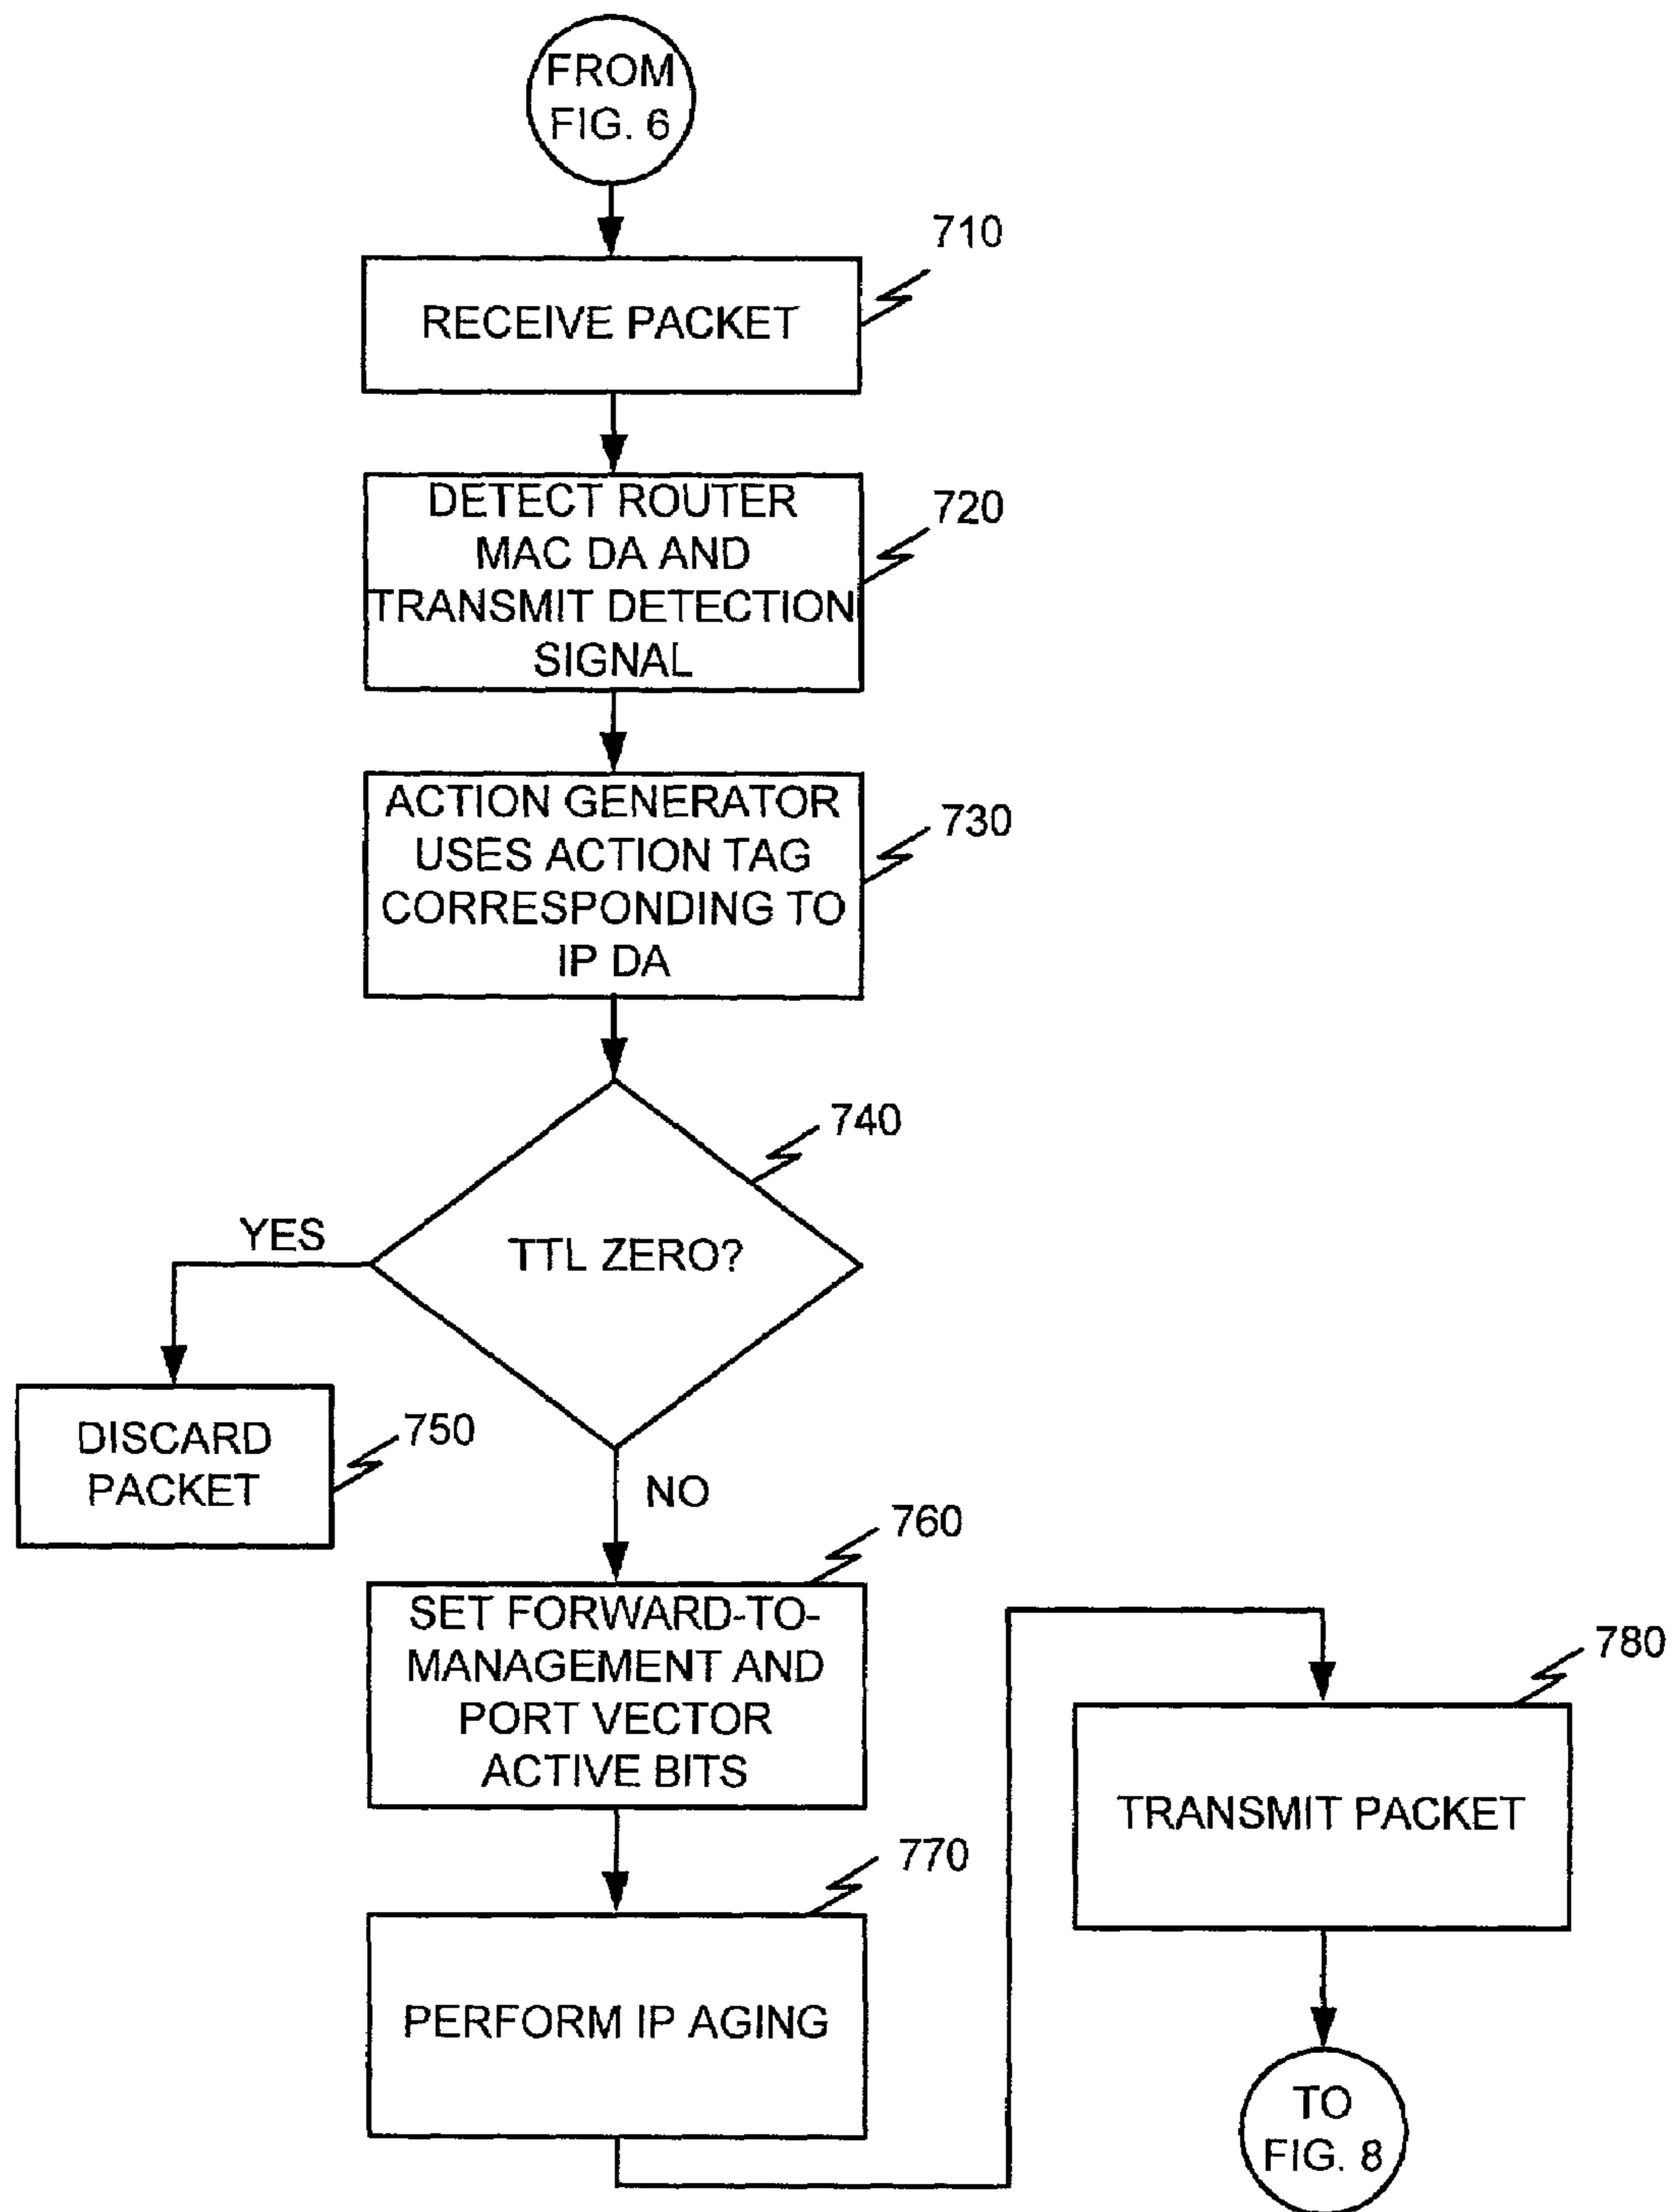 FROM
FIG. 6
710
RECEIVE PACKET
720
DETECT ROUTER
MAC DA AND
TRANSMIT DETECTION
SIGNAL
730
ACTION GENERATOR
USES ACTION TAG
CORRESPONDING TO
IP DA
740
TTL ZERO?
YES
750
DISCARD
PACKET
NO
760
SET FORWARD-TO-
MANAGEMENT AND
PORT VECTOR
ACTIVE BITS
770
PERFORM IP AGING
780
TRANSMIT PACKET
TO
FIG. 8